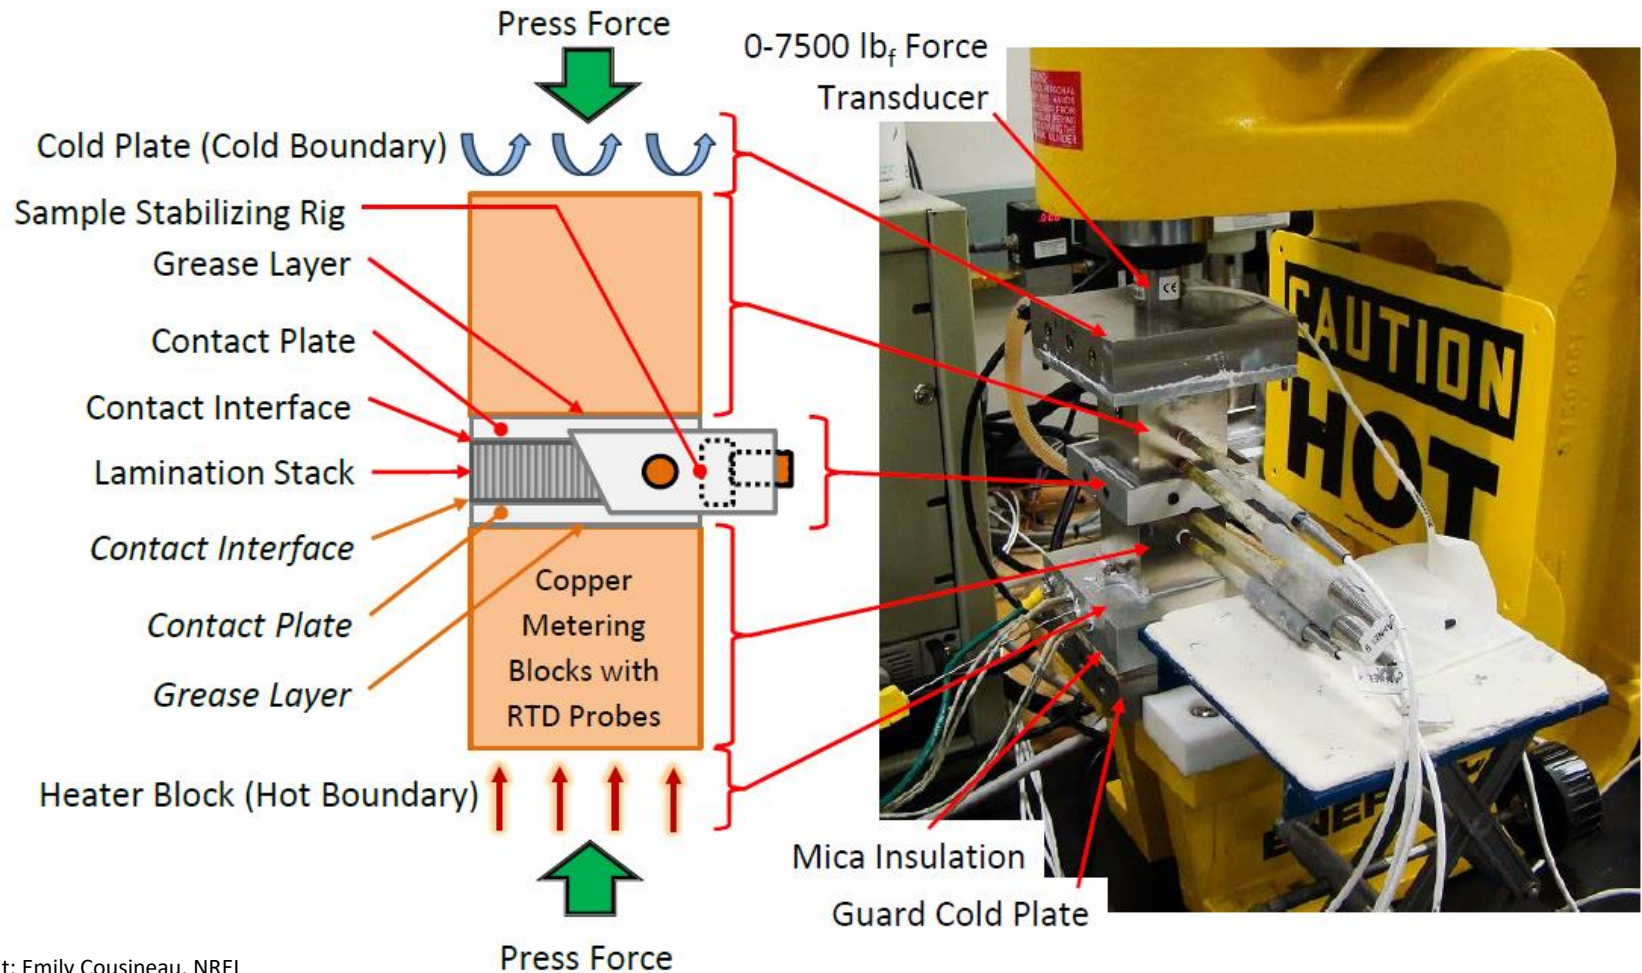 Press Force
0-7500 lbf Force
Transducer
Cold Plate (Cold Boundary)
Sample Stabilizing Rig
Grease Layer
Contact Plate
Contact Interface
Lamination Stack
Contact Interface
Contact Plate
Grease Layer
Copper
Metering
Blocks with
RTD Probes
Heater Block (Hot Boundary)
Press Force
CAUTION
HOT
CE
Mica Insulation
Guard Cold Plate
t: Emily Cousineau, NREL